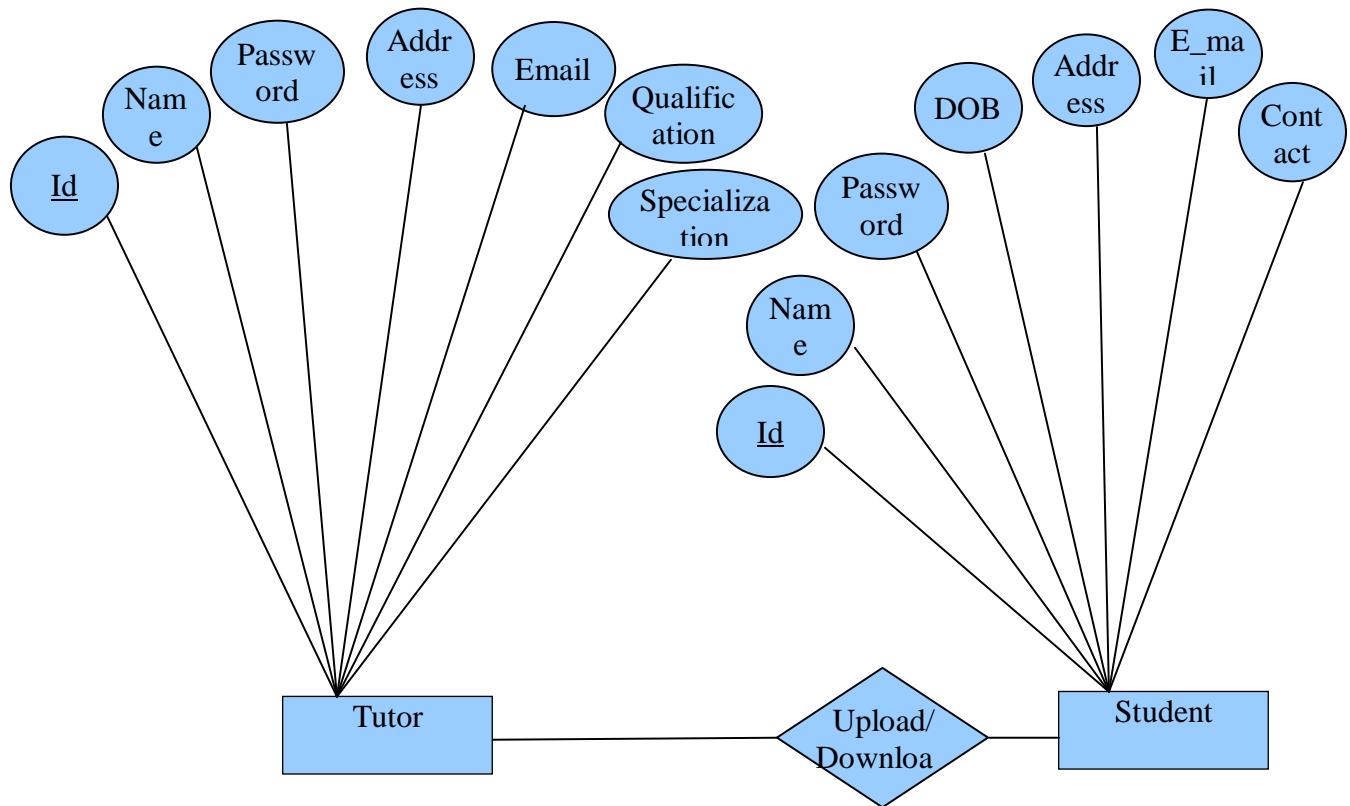 Id
Nam
e
Passw
ord
Addr
ess
Email
Qualific
ation
Specializa
tion
Id
Nam
e
Passw
ord
DOB
Addr
ess
E_ma
il
Cont
act
Tutor
Upload/
Downloa
Student